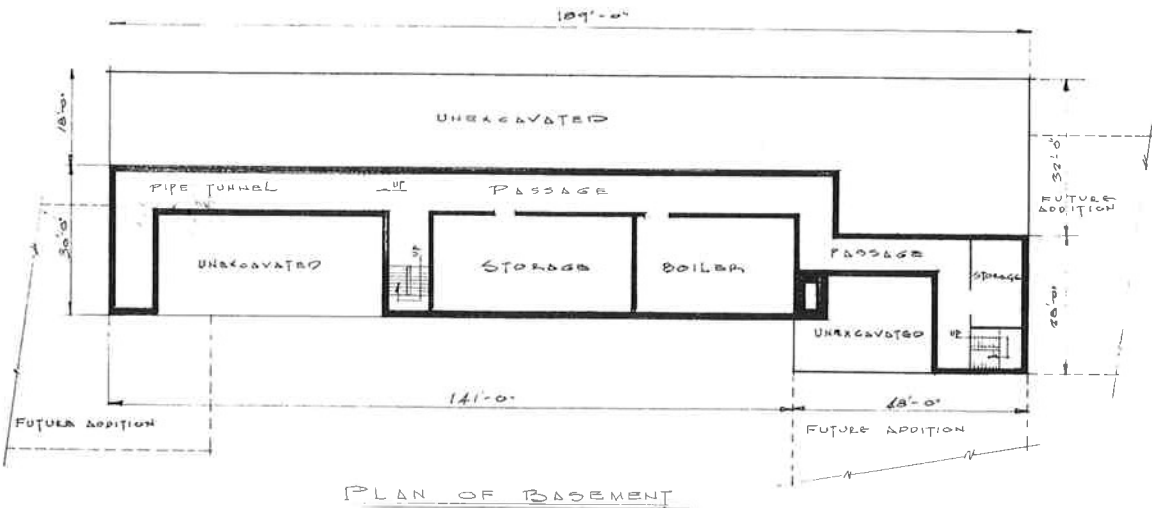 189'-0"
18'-0"
UNEXCAVATED
32'-0"
PIPE TUNNEL
UP
PASSAGE
FUTURE
ADDITION
30'-0"
UNEXCAVATED
UP
STORAGE
BOILER
PASSAGE
STORAGE
UNEXCAVATED
UP
28'-0"
141'-0"
48'-0"
FUTURE ADDITION
FUTURE ADDITION
PLAN OF BASEMENT